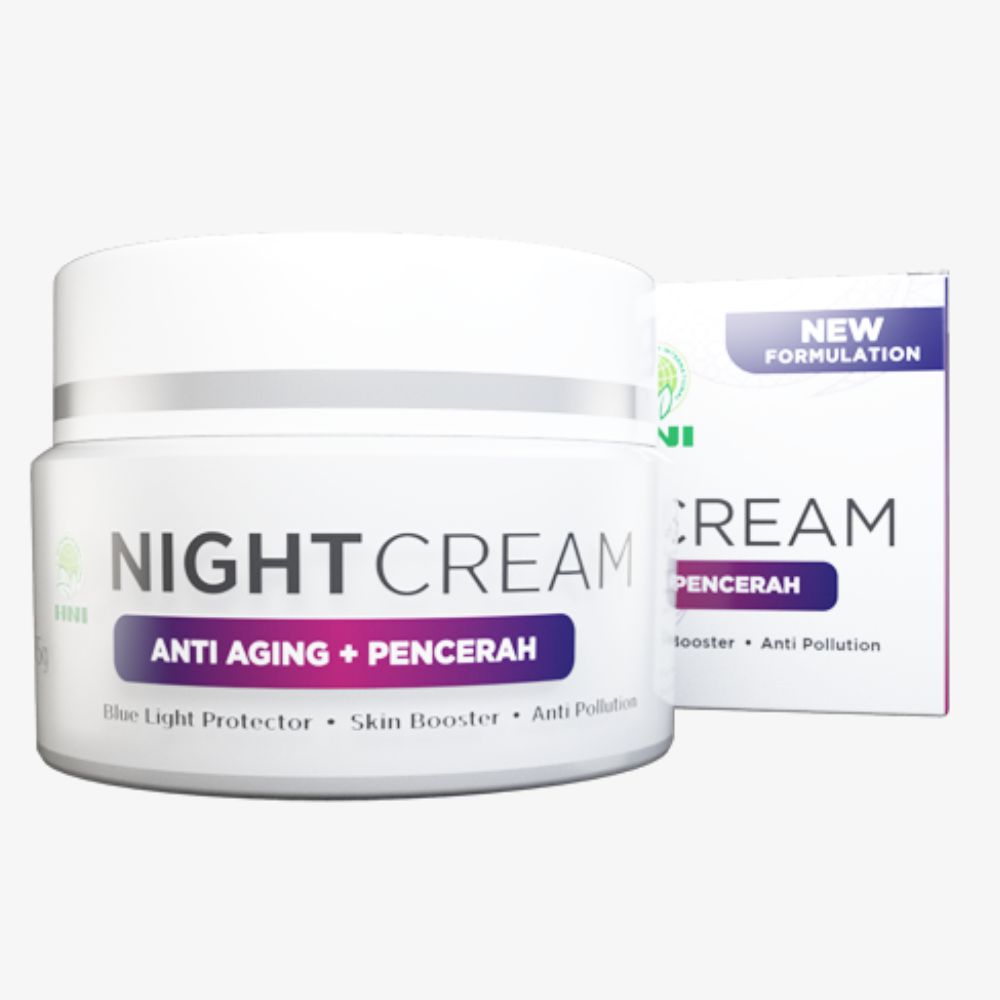 HNI
NIGHT CREAM
ANTI AGING + PENCERAH
Blue Light Protector • Skin Booster • Anti Pollution
NEW
FORMULATION
CREAM
PENCERAH
Booster • Anti Pollution